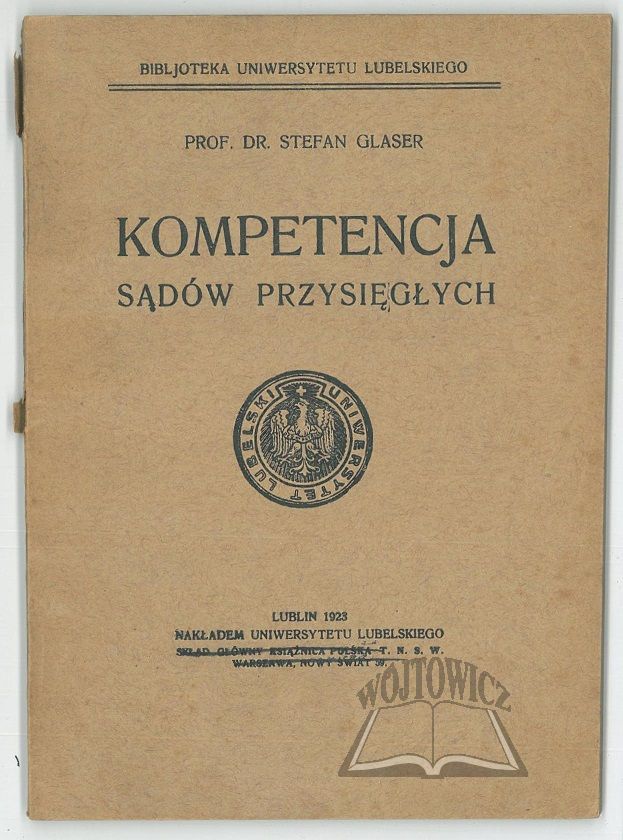 BIBLJOTEKA UNIWERSYTETU LUBELSKIEGO
PROF. DR. STEFAN GLASER
KOMPETENCJA
SĄDÓW PRZYSIĘGŁYCH
UNIWERSYTET LUBELSKI
LUBLIN 1923
NAKŁADEM UNIWERSYTETU LUBELSKIEGO
SKŁAD GŁÓWNY KSIĄŻNICA POLSKA T. N. S. W.
WARSZAWA, NOWY ŚWIAT 59.
WÓJTOWICZ